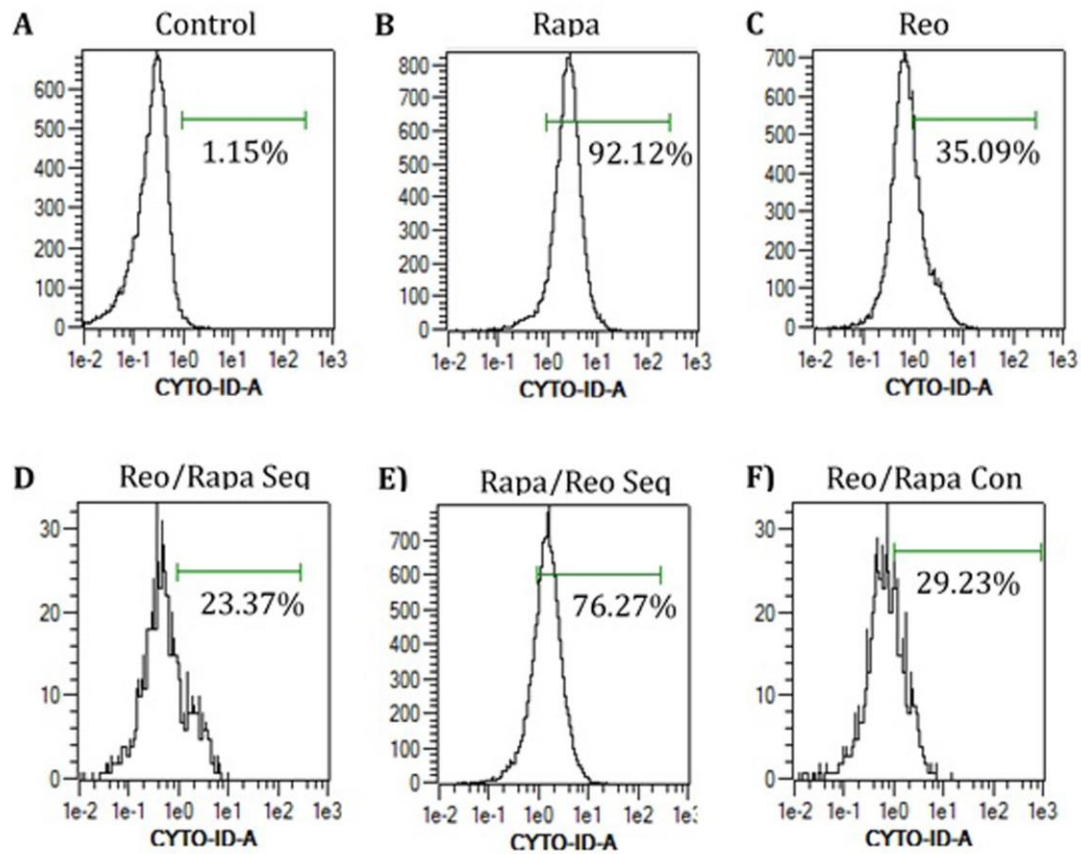 A Control
600
500
400
300
200
100
0
1.15%
1e-2 1e-1 1e0 1e1 1e2 1e3
CYTO-ID-A
B Rapa
800
700
600
500
400
300
200
100
0
92.12%
1e-2 1e-1 1e0 1e1 1e2 1e3
CYTO-ID-A
C Reo
700
600
500
400
300
200
100
0
35.09%
1e-2 1e-1 1e0 1e1 1e2 1e3
CYTO-ID-A
D Reo/Rapa Seq
30
20
10
0
23.37%
1e-2 1e-1 1e0 1e1 1e2 1e3
CYTO-ID-A
E) Rapa/Reo Seq
700
600
500
400
300
200
100
0
76.27%
1e-2 1e-1 1e0 1e1 1e2 1e3
CYTO-ID-A
F) Reo/Rapa Con
30
20
10
0
29.23%
1e-2 1e-1 1e0 1e1 1e2 1e3
CYTO-ID-A